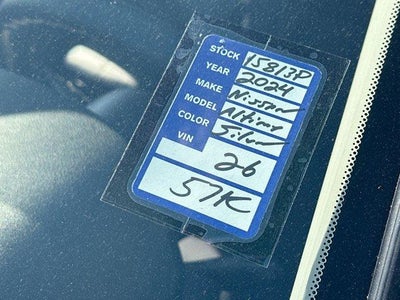 STOCK 15813P
YEAR 2024
MAKE Nissan
MODEL Altima
COLOR Silver
VIN
26
57K